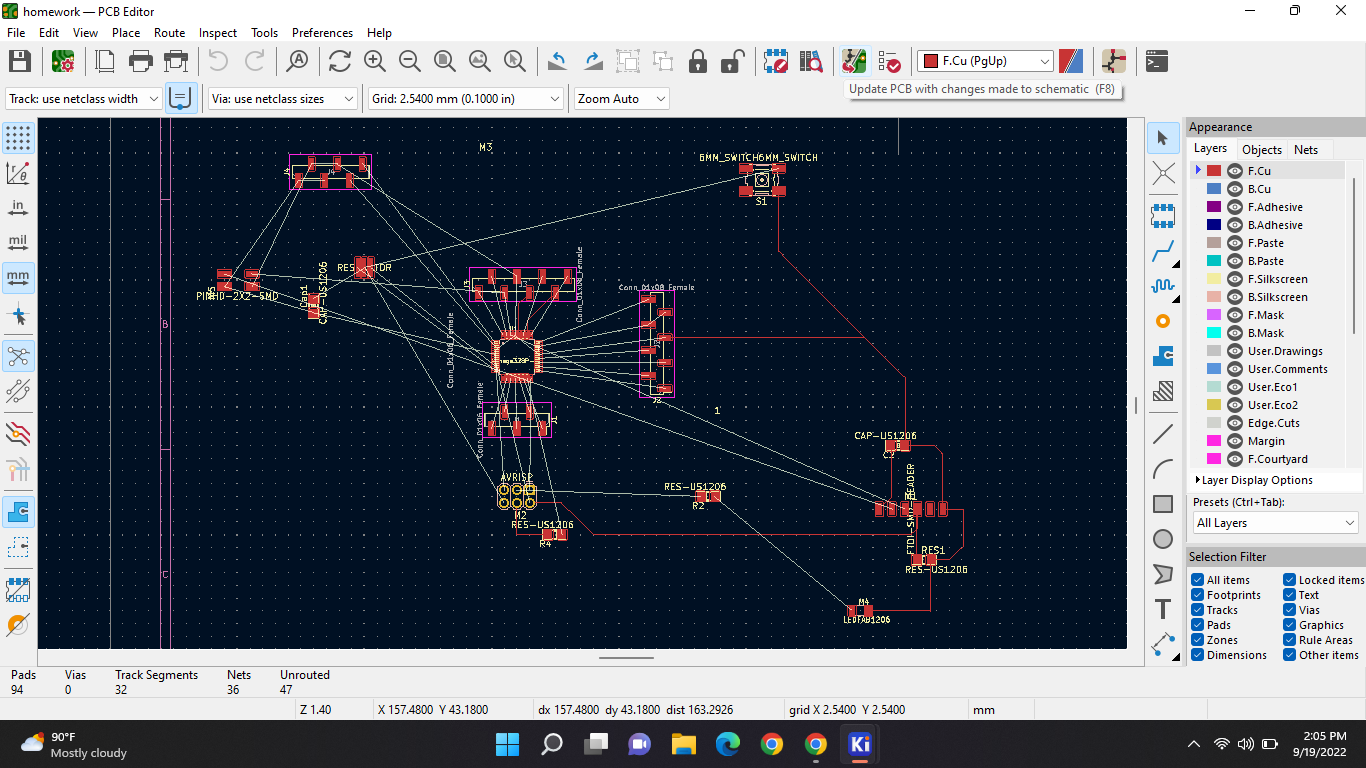 homework — PCB Editor
File Edit View Place Route Inspect Tools Preferences Help
F.Cu (PgUp)
Track: use netclass width
Via: use netclass sizes
Grid: 2.5400 mm (0.1000 in)
Zoom Auto
Update PCB with changes made to schematic (F8)
Appearance
Layers Objects Nets
F.Cu
B.Cu
F.Adhesive
B.Adhesive
F.Paste
B.Paste
F.Silkscreen
B.Silkscreen
F.Mask
B.Mask
User.Drawings
User.Comments
User.Eco1
User.Eco2
Edge.Cuts
Margin
F.Courtyard
Layer Display Options
Presets (Ctrl+Tab):
All Layers
Selection Filter
All items Locked items
Footprints Text
Tracks Vias
Pads Graphics
Zones Rule Areas
Dimensions Other items
in
mil
mm
M3
6MM_SWITCH6MM_SWITCH
S1
J4
PINHD-2X2-SMD
Cap1
CAP-US1206
J3
Conn_01x08_Female
Conn_01x08_Female
J2
Conn_01x06_Female
Conn_01x06_Female
J1
B
C
1
AVRISP
M2
RES-US1206
R4
RES-US1206
R2
CAP-US1206
C2
FTDI-SMD-HEADER
RES1
RES-US1206
M4
LEDFAB1206
Pads Vias Track Segments Nets Unrouted
94 0 32 36 47
Z 1.40
X 157.4800 Y 43.1800
dx 157.4800 dy 43.1800 dist 163.2926
grid X 2.5400 Y 2.5400
mm
90°F
Mostly cloudy
Ki
2:05 PM
9/19/2022